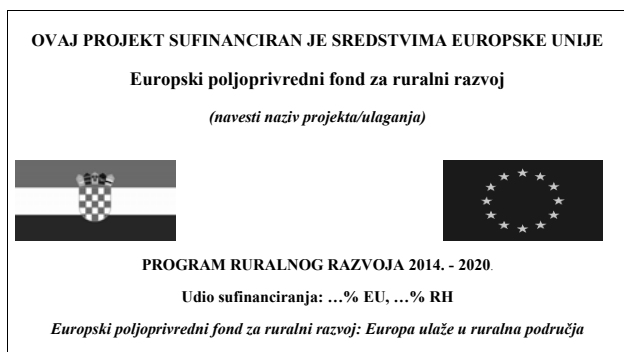 OVAJ PROJEKT SUFINANCIRAN JE SREDSTVIMA EUROPSKE UNIJE
Europski poljoprivredni fond za ruralni razvoj
(navesti naziv projekta/ulaganja)
PROGRAM RURALNOG RAZVOJA 2014. - 2020.
Udio sufinanciranja: …% EU, …% RH
Europski poljoprivredni fond za ruralni razvoj: Europa ulaže u ruralna područja